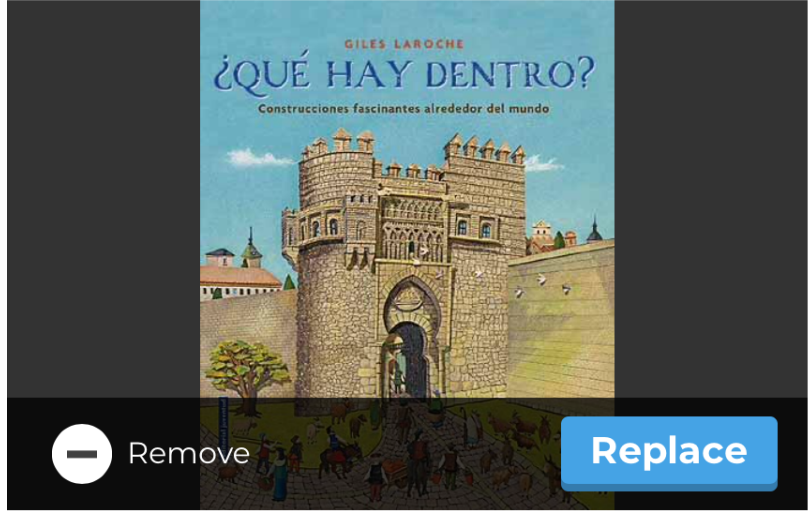 GILES LAROCHE
¿QUÉ HAY DENTRO?
Construcciones fascinantes alrededor del mundo
Remove
Replace